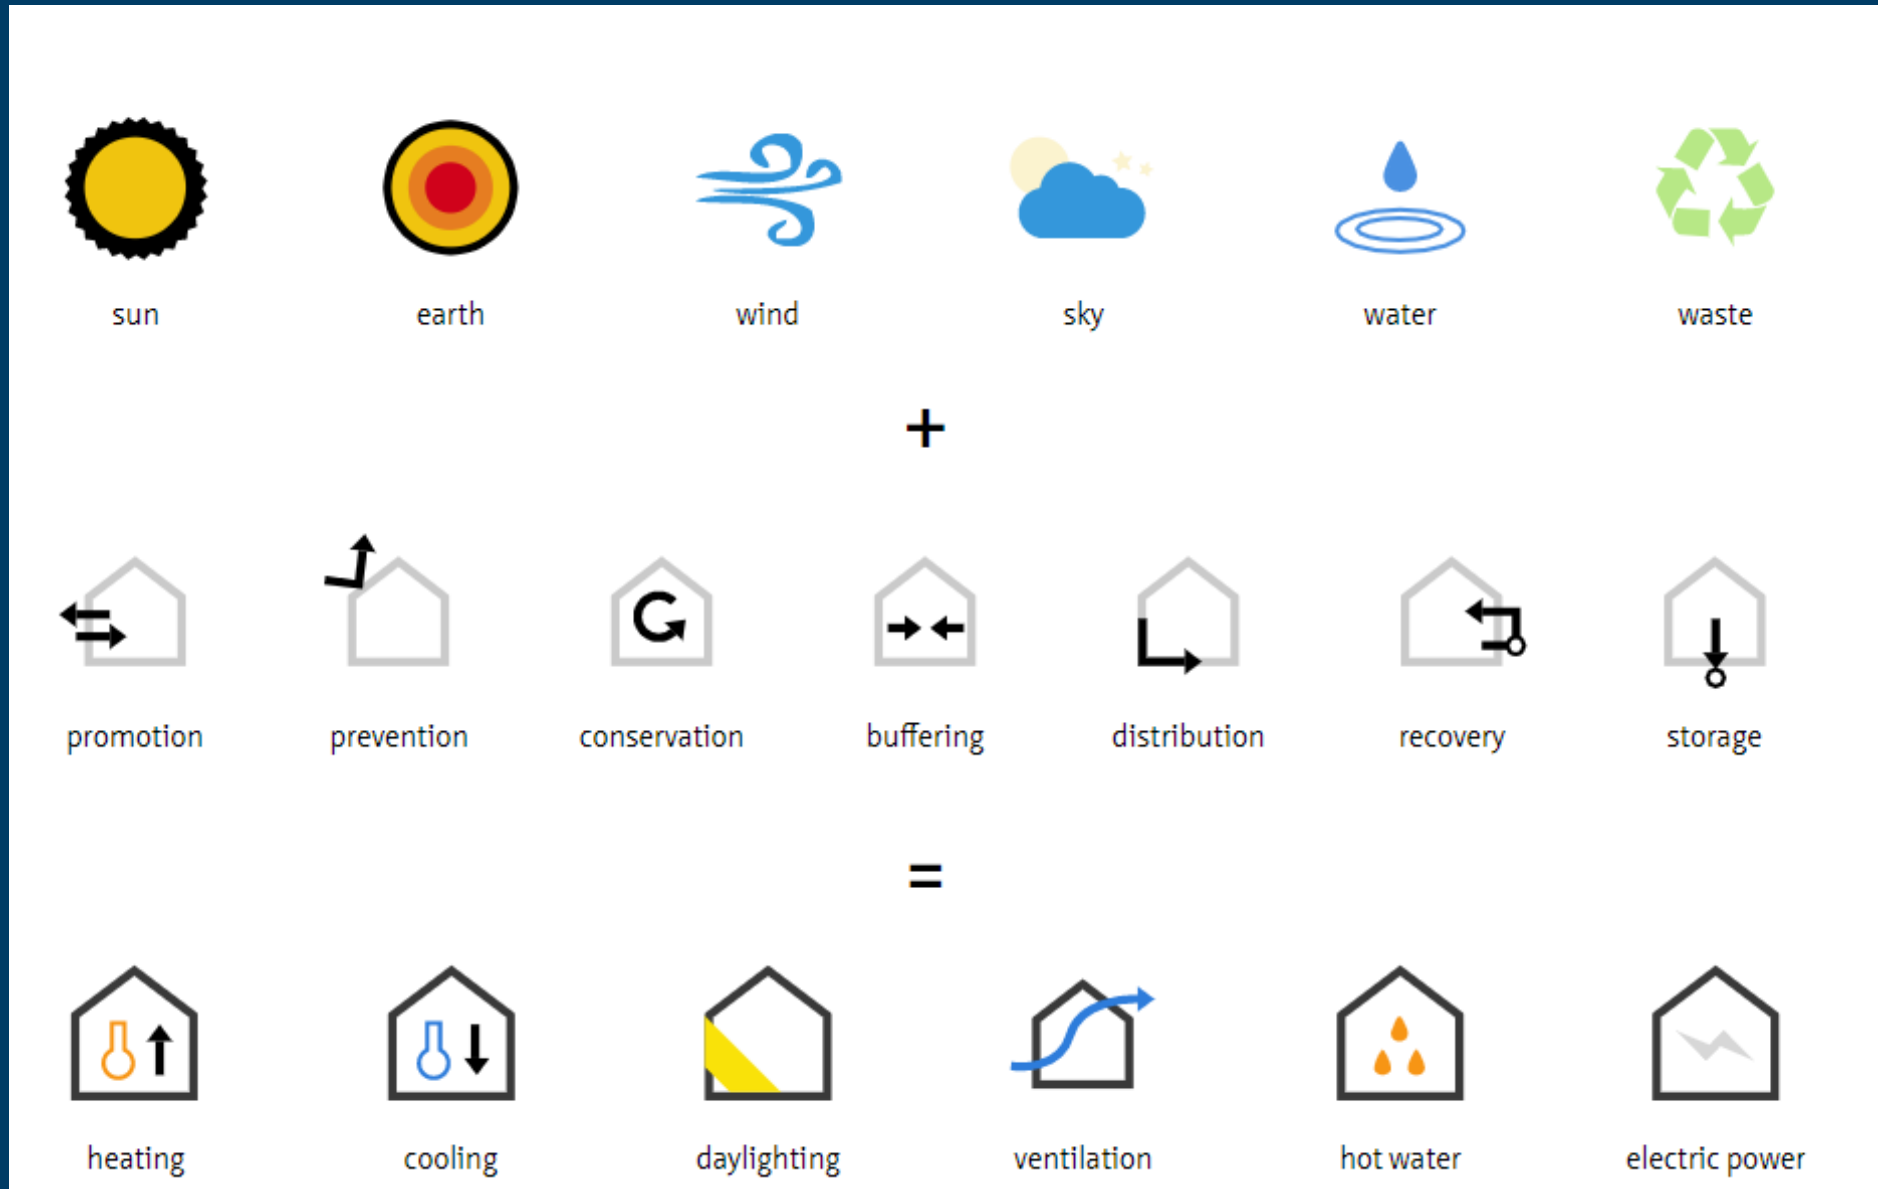 sun earth wind sky water waste
+
promotion prevention conservation buffering distribution recovery storage
=
heating cooling daylighting ventilation hot water electric power